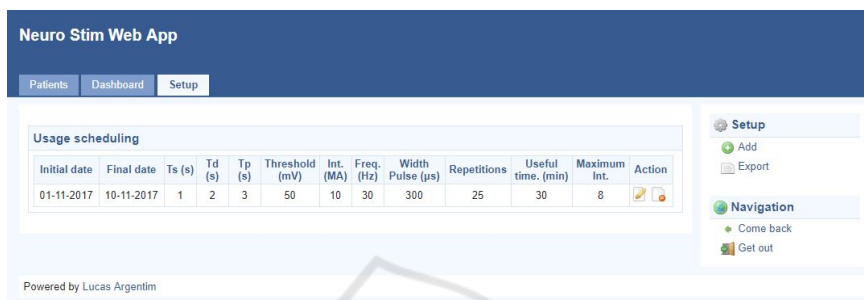 Neuro Stim Web App
Patients Dashboard Setup
Usage scheduling
Initial date Final date Ts (s) Td (s) Tp (s) Threshold (mV) Int. (MA) Freq. (Hz) Width Pulse (µs) Repetitions Useful time. (min) Maximum Int. Action
01-11-2017 10-11-2017 1 2 3 50 10 30 300 25 30 8
Setup
Add
Export
Navigation
Come back
Get out
Powered by Lucas Argentim